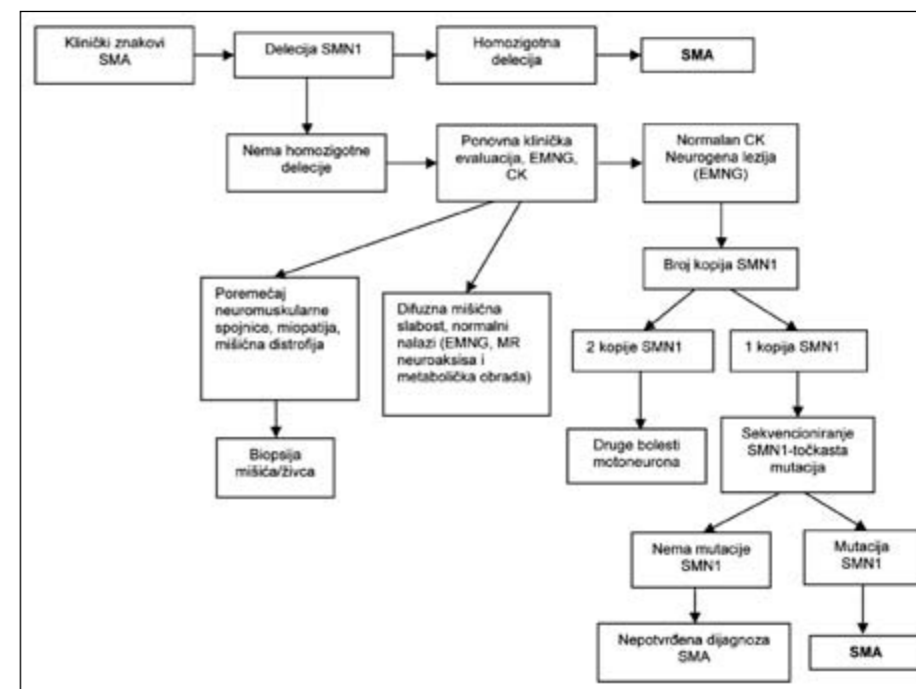 Klinički znakovi
SMA
Delecija SMN1
Homozigotna
delecija
SMA
Nema homozigotne
delecije
Ponovna klinička
evaluacija, EMNG,
CK
Normalan CK
Neurogena lezija
(EMNG)
Broj kopija SMN1
Poremećaj
neuromuskularne
spojnice, miopatija,
mišićna distrofija
Difuzna mišićna
slabost, normalni
nalazi (EMNG, MR
neuroaksisa i
metabolička obrada)
2 kopije SMN1
1 kopija SMN1
Biopsija
mišića/živca
Druge bolesti
motoneurona
Sekvencioniranje
SMN1-točkasta
mutacija
Nema mutacije
SMN1
Mutacija
SMN1
Nepotvrđena dijagnoza
SMA
SMA